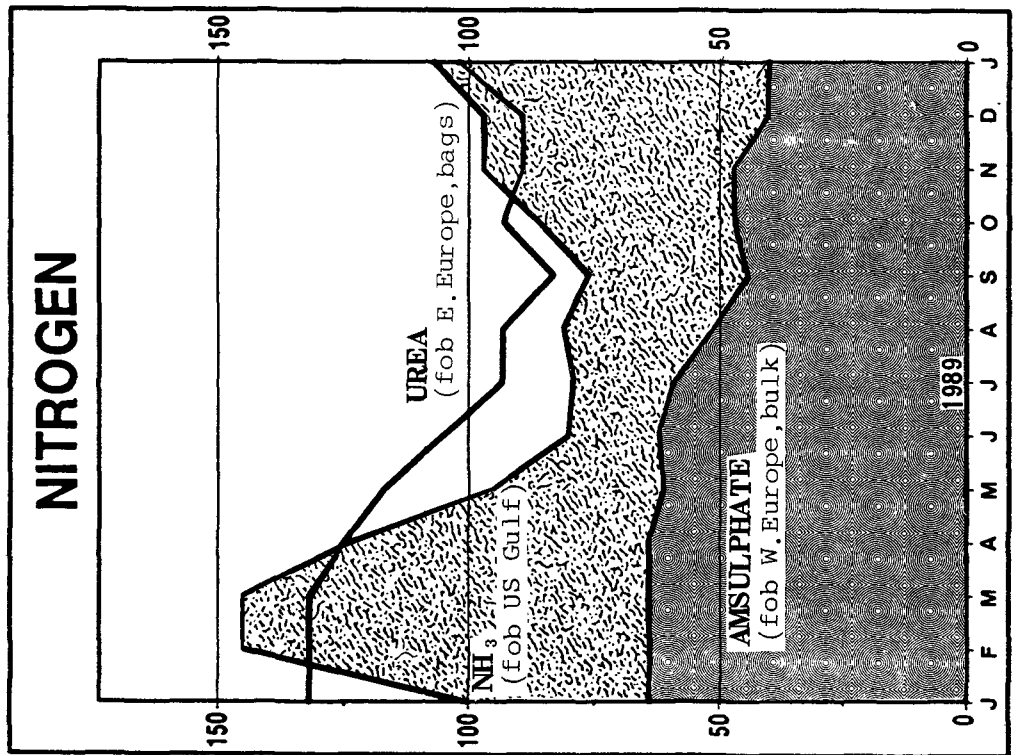 NITROGEN
150
100
50
0
UREA
(fob E.Europe,bags)
NH₃
(fob US Gulf)
AMSULPHATE
(fob W.Europe,bulk)
1989
150
100
50
0
J F M A M J J A S O N D J